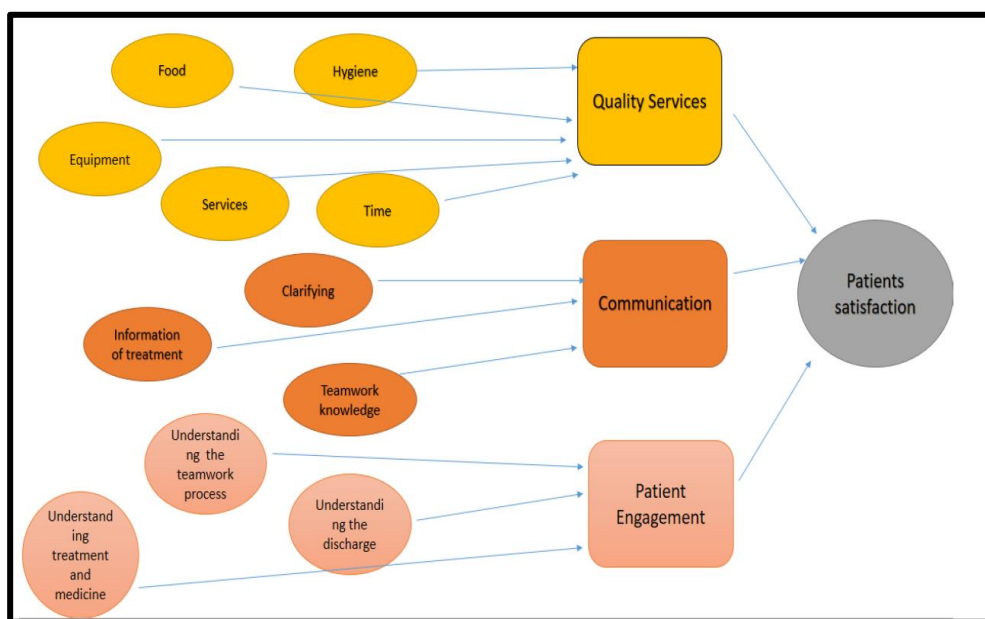 Food
Hygiene
Quality Services
Equipment
Services
Time
Clarifying
Communication
Patients
satisfaction
Information
of treatment
Teamwork
knowledge
Understandi
ng the
teamwork
process
Understandi
ng the
discharge
Patient
Engagement
Understand
ing
treatment
and
medicine